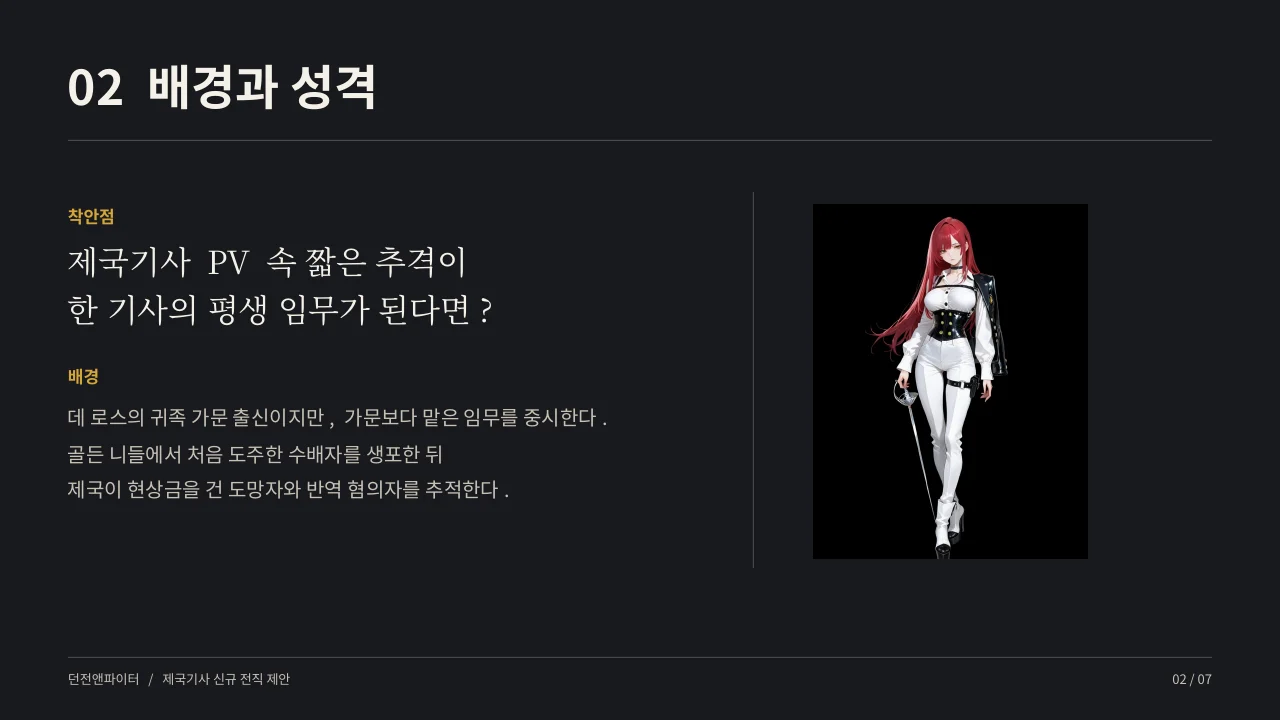 02 배경과 성격
착안점
제국기사 PV 속 짧은 추격이
한 기사의 평생 임무가 된다면 ?
배경
데 로스의 귀족 가문 출신이지만 , 가문보다 맡은 임무를 중시한다 .
골든 니들에서 처음 도주한 수배자를 생포한 뒤
제국이 현상금을 건 도망자와 반역 혐의자를 추적한다 .
던전앤파이터 / 제국기사 신규 전직 제안
02 / 07